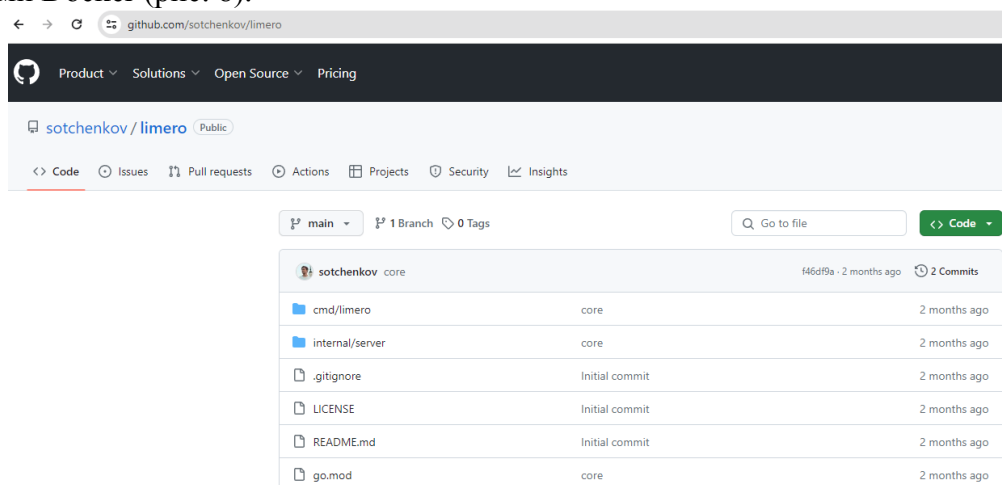 Docker (рис. 8).
github.com/sotchenkov/limero
Product Solutions Open Source Pricing
sotchenkov / limero Public
Code Issues Pull requests Actions Projects Security Insights
main 1 Branch 0 Tags Go to file Code
sotchenkov core f46df9a · 2 months ago 2 Commits
cmd/limero core 2 months ago
internal/server core 2 months ago
.gitignore Initial commit 2 months ago
LICENSE Initial commit 2 months ago
README.md Initial commit 2 months ago
go.mod core 2 months ago